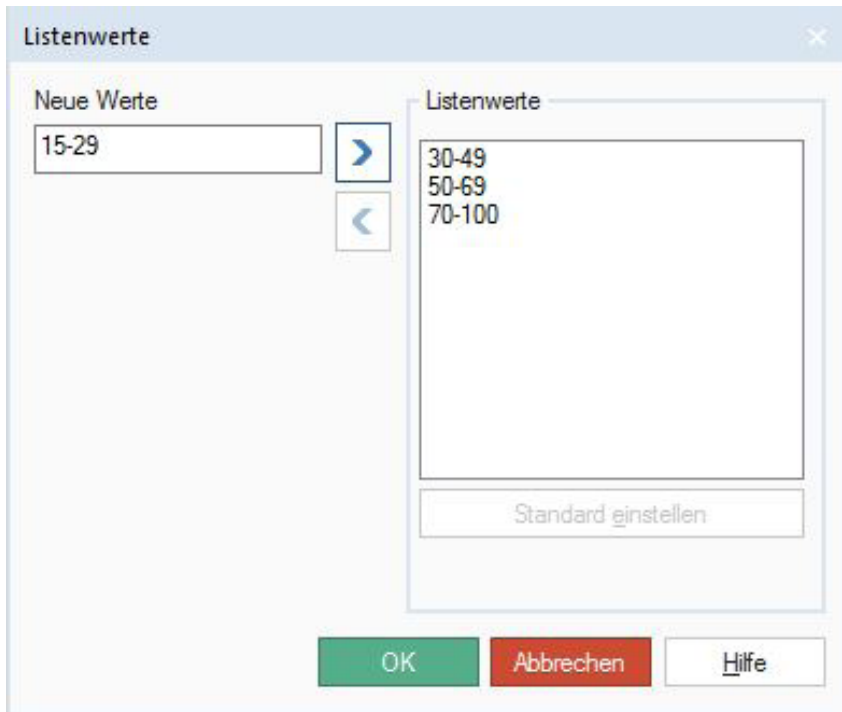 Listenwerte
Neue Werte
15-29
Listenwerte
30-49
50-69
70-100
Standard einstellen
OK
Abbrechen
Hilfe